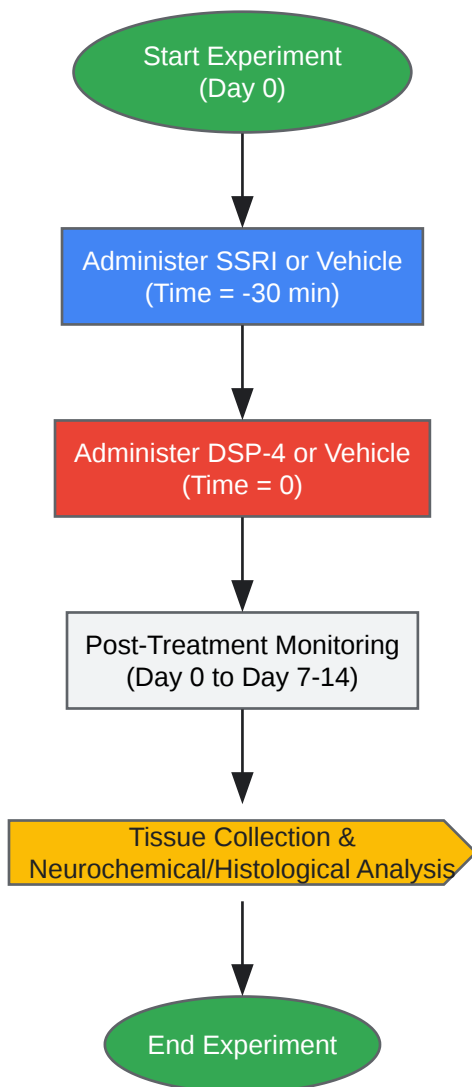 Start Experiment
(Day 0)
Administer SSRI or Vehicle
(Time = -30 min)
Administer DSP-4 or Vehicle
(Time = 0)
Post-Treatment Monitoring
(Day 0 to Day 7-14)
Tissue Collection &
Neurochemical/Histological Analysis
End Experiment